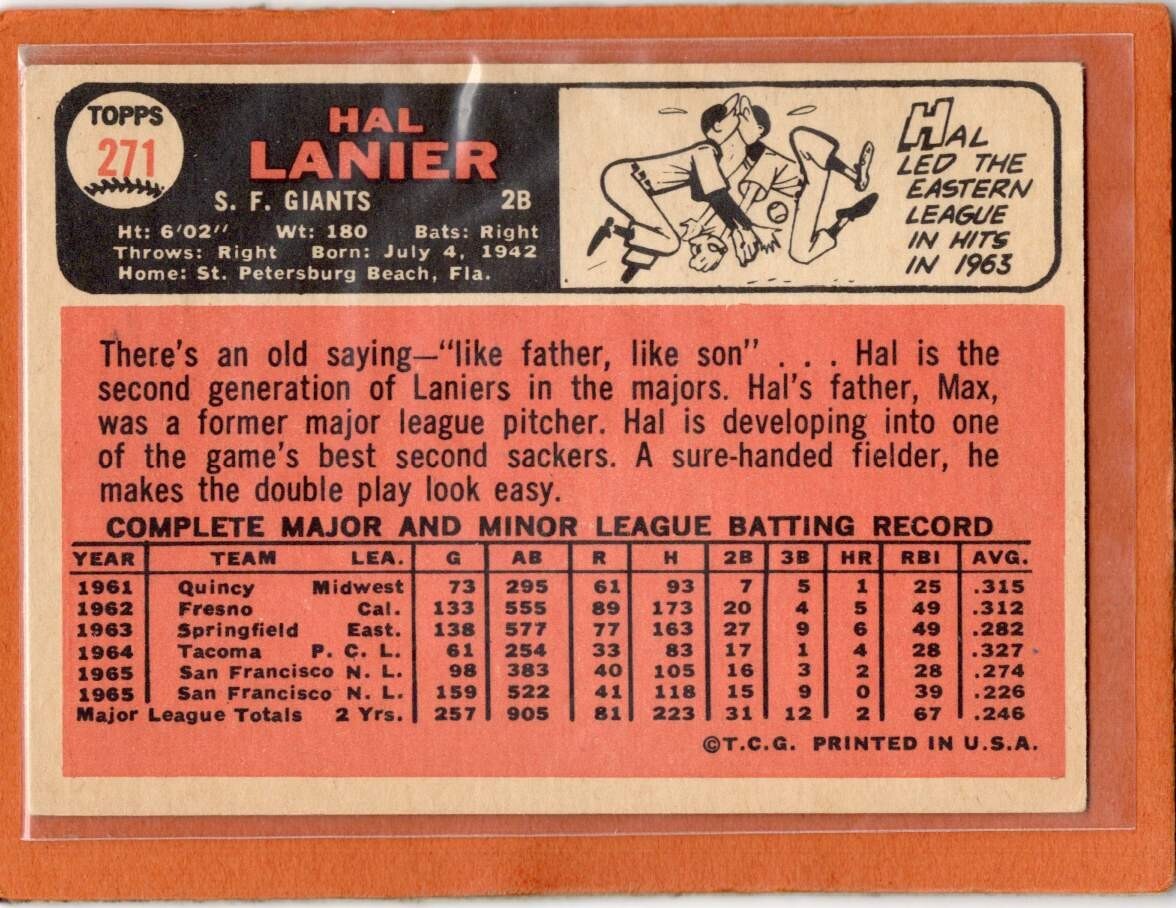 TOPPS
271
HAL
LANIER
S. F. GIANTS 2B
Ht: 6'02" Wt: 180 Bats: Right
Throws: Right Born: July 4, 1942
Home: St. Petersburg Beach, Fla.
HAL
LED THE
EASTERN
LEAGUE
IN HITS
IN 1963
There's an old saying—"like father, like son" . . . Hal is the
second generation of Laniers in the majors. Hal's father, Max,
was a former major league pitcher. Hal is developing into one
of the game's best second sackers. A sure-handed fielder, he
makes the double play look easy.
COMPLETE MAJOR AND MINOR LEAGUE BATTING RECORD
YEAR TEAM LEA. G AB R H 2B 3B HR RBI AVG.
1961 Quincy Midwest 73 295 61 93 7 5 1 25 .315
1962 Fresno Cal. 133 555 89 173 20 4 5 49 .312
1963 Springfield East. 138 577 77 163 27 9 6 49 .282
1964 Tacoma P. C. L. 61 254 33 83 17 1 4 28 .327
1965 San Francisco N. L. 98 383 40 105 16 3 2 28 .274
1965 San Francisco N. L. 159 522 41 118 15 9 0 39 .226
Major League Totals 2 Yrs. 257 905 81 223 31 12 2 67 .246
©T.C.G. PRINTED IN U.S.A.